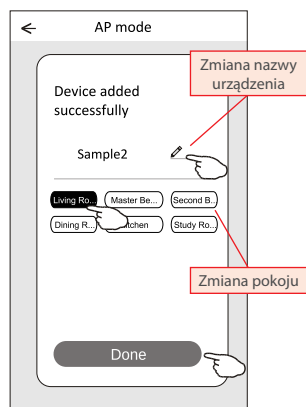 AP mode
Zmiana nazwy
urządzenia
Device added
successfully
Sample2
Living Ro... Master Be... Second B...
Dining R... tchen Study Ro...
Zmiana pokoju
Done